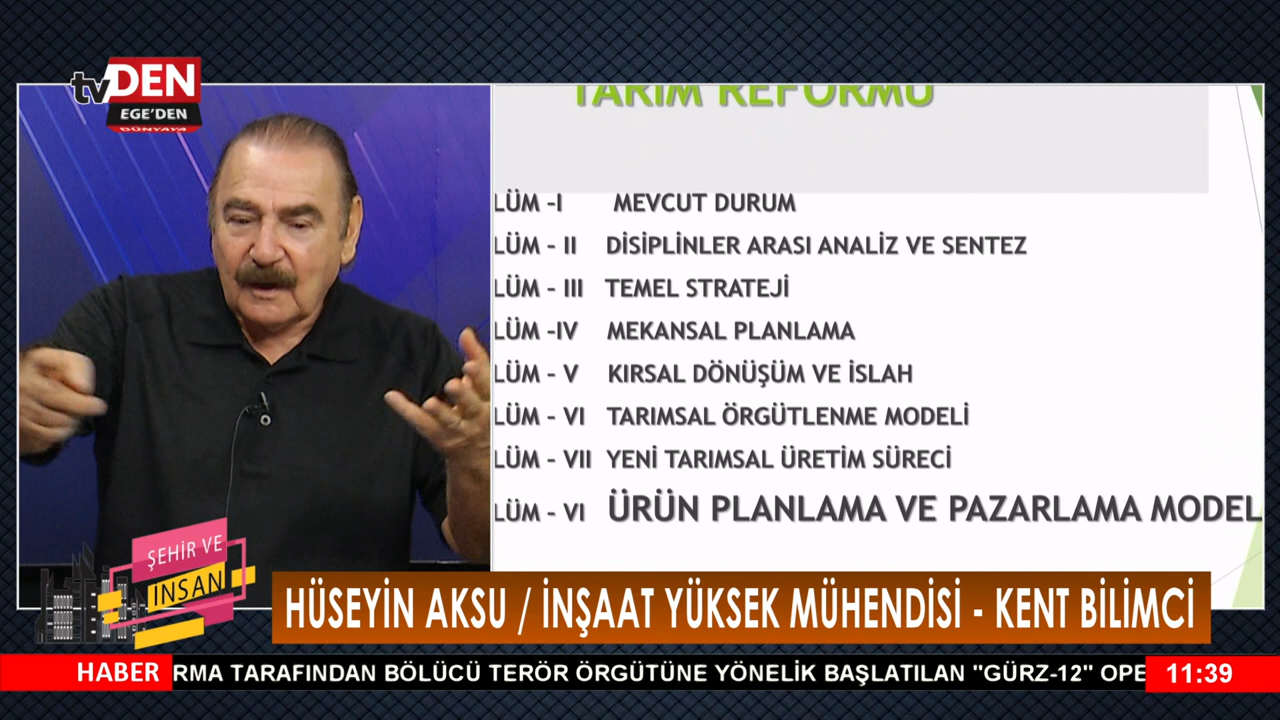 tvDEN
EGE'DEN
DÜNYAYA
TARIM REFORMU
LÜM –I MEVCUT DURUM
LÜM – II DİSİPLİNLER ARASI ANALİZ VE SENTEZ
LÜM – III TEMEL STRATEJİ
LÜM –IV MEKANSAL PLANLAMA
LÜM – V KIRSAL DÖNÜŞÜM VE İSLAH
LÜM – VI TARIMSAL ÖRGÜTLENME MODELİ
LÜM – VII YENİ TARIMSAL ÜRETİM SÜRECİ
LÜM – VI ÜRÜN PLANLAMA VE PAZARLAMA MODEL
ŞEHİR VE
INSAN
HÜSEYİN AKSU / İNŞAAT YÜKSEK MÜHENDİSİ - KENT BİLİMCİ
HABER RMA TARAFINDAN BÖLÜCÜ TERÖR ÖRGÜTÜNE YÖNELİK BAŞLATILAN "GÜRZ-12" OPE 11:39